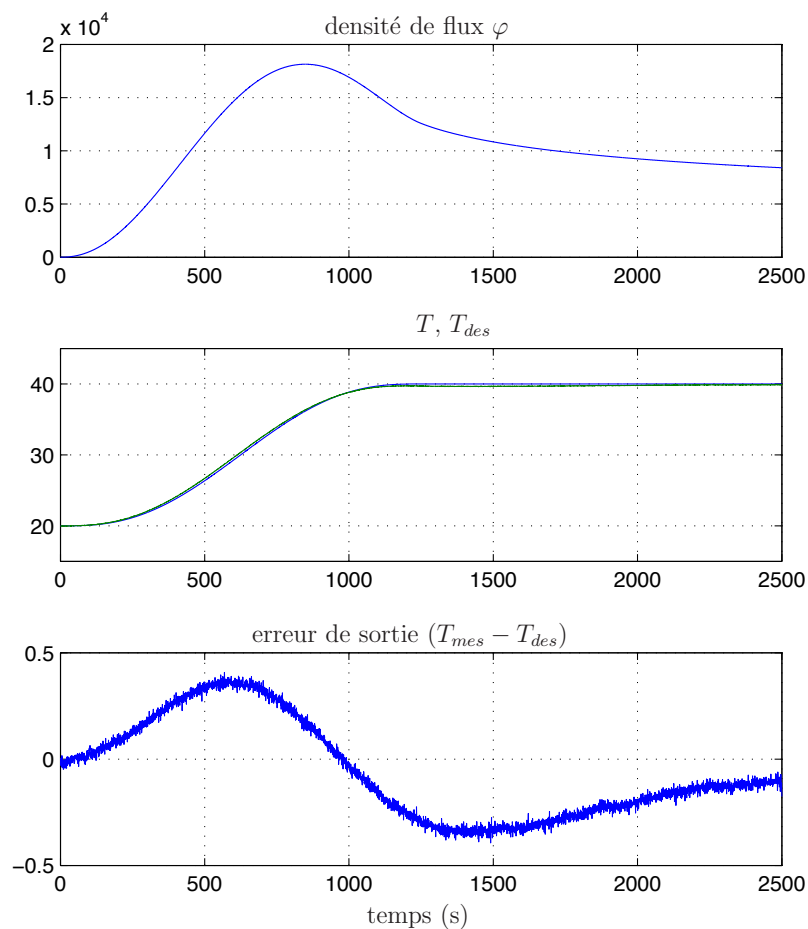 densité de flux φ
x 10⁴
2
1.5
1
0.5
0
0 500 1000 1500 2000 2500
T, T_des
40
30
20
0 500 1000 1500 2000 2500
erreur de sortie (T_mes − T_des)
0.5
0
−0.5
0 500 1000 1500 2000 2500
temps (s)